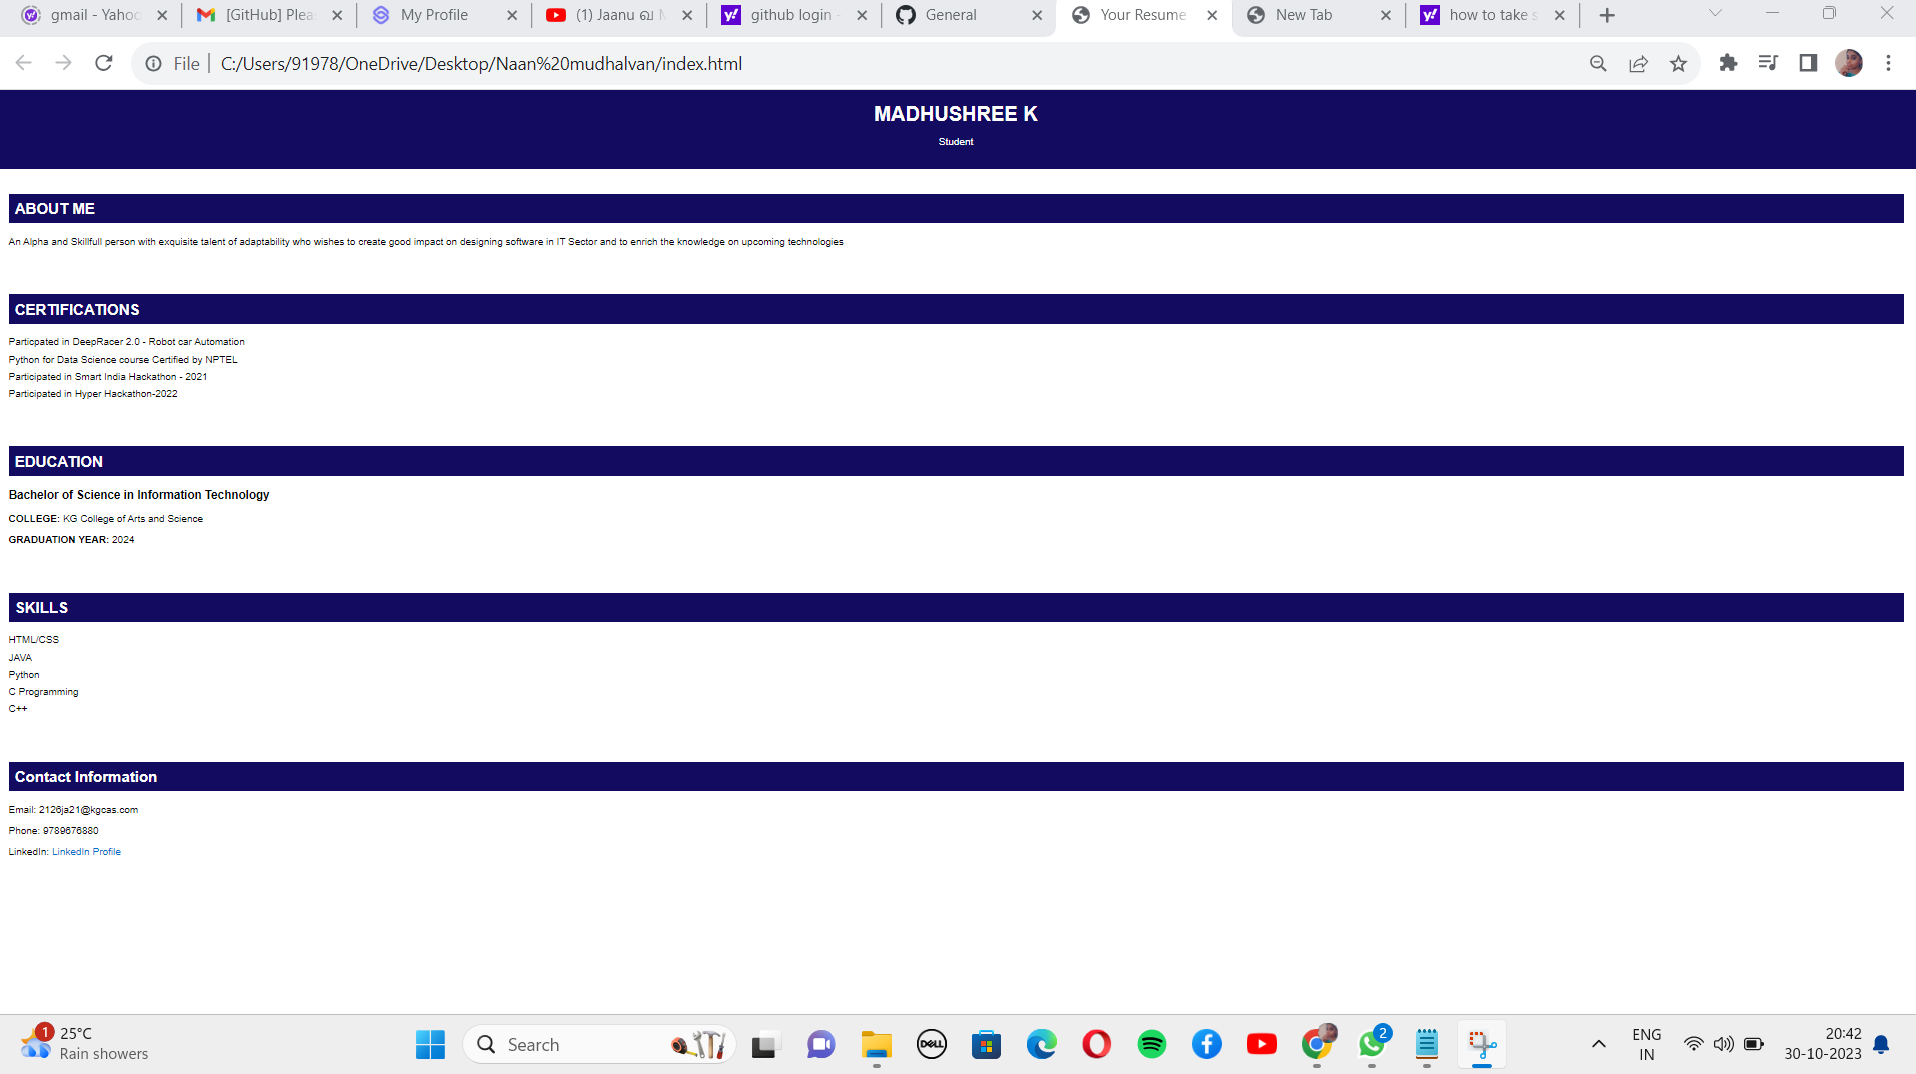 gmail - Yahoo
[GitHub] Plea
My Profile
(1) Jaanu
github login -
General
Your Resume
New Tab
how to take s
File
C:/Users/91978/OneDrive/Desktop/Naan%20mudhalvan/index.html
MADHUSHREE K
Student
ABOUT ME
An Alpha and Skillfull person with exquisite talent of adaptability who wishes to create good impact on designing software in IT Sector and to enrich the knowledge on upcoming technologies
CERTIFICATIONS
Particpated in DeepRacer 2.0 - Robot car Automation
Python for Data Science course Certified by NPTEL
Participated in Smart India Hackathon - 2021
Participated in Hyper Hackathon-2022
EDUCATION
Bachelor of Science in Information Technology
COLLEGE: KG College of Arts and Science
GRADUATION YEAR: 2024
SKILLS
HTML/CSS
JAVA
Python
C Programming
C++
Contact Information
Email: 2126ja21@kgcas.com
Phone: 9789676880
LinkedIn: LinkedIn Profile
1
25°C
Rain showers
Search
DELL
2
ENG
IN
20:42
30-10-2023